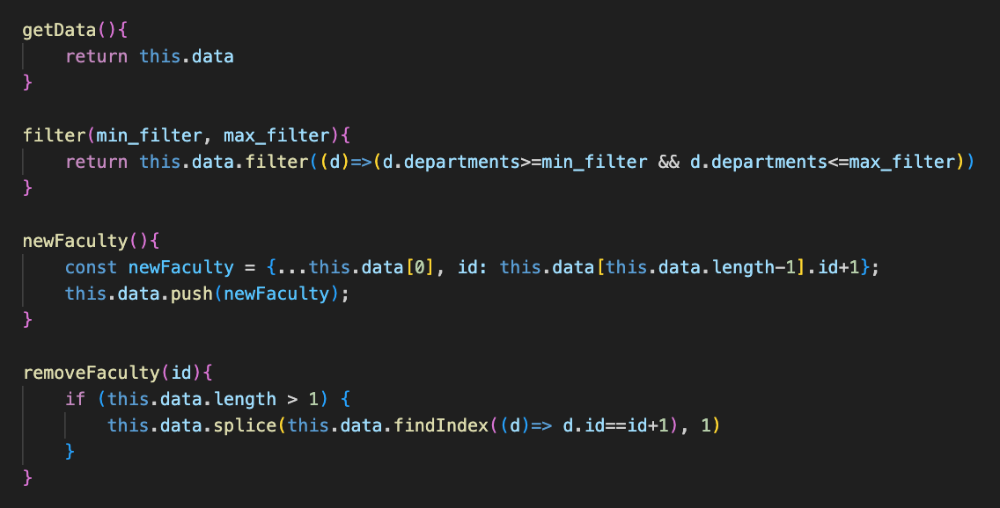 getData(){
    return this.data
}
filter(min_filter, max_filter){
    return this.data.filter((d)=>(d.departments>=min_filter && d.departments<=max_filter))
}
newFaculty(){
    const newFaculty = {...this.data[0], id: this.data[this.data.length-1].id+1};
    this.data.push(newFaculty);
}
removeFaculty(id){
    if (this.data.length > 1) {
        this.data.splice(this.data.findIndex((d)=> d.id==id+1), 1)
    }
}